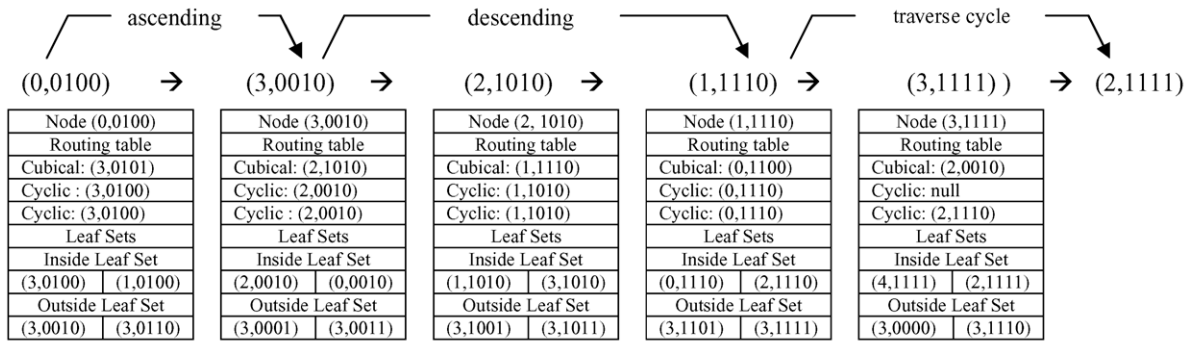 ascending descending traverse cycle
(0,0100) → (3,0010) → (2,1010) → (1,1110) → (3,1111) ) → (2,1111)
Node (0,0100) Node (3,0010) Node (2, 1010) Node (1,1110) Node (3,1111)
Routing table Routing table Routing table Routing table Routing table
Cubical: (3,0101) Cubical: (2,1010) Cubical: (1,1110) Cubical: (0,1100) Cubical: (2,0010)
Cyclic : (3,0100) Cyclic: (2,0010) Cyclic: (1,1010) Cyclic: (0,1110) Cyclic: null
Cyclic: (3,0100) Cyclic : (2,0010) Cyclic: (1,1010) Cyclic: (0,1110) Cyclic: (2,1110)
Leaf Sets Leaf Sets Leaf Sets Leaf Sets Leaf Sets
Inside Leaf Set Inside Leaf Set Inside Leaf Set Inside Leaf Set Inside Leaf Set
(3,0100) (1,0100) (2,0010) (0,0010) (1,1010) (3,1010) (0,1110) (2,1110) (4,1111) (2,1111)
Outside Leaf Set Outside Leaf Set Outside Leaf Set Outside Leaf Set Outside Leaf Set
(3,0010) (3,0110) (3,0001) (3,0011) (3,1001) (3,1011) (3,1101) (3,1111) (3,0000) (3,1110)